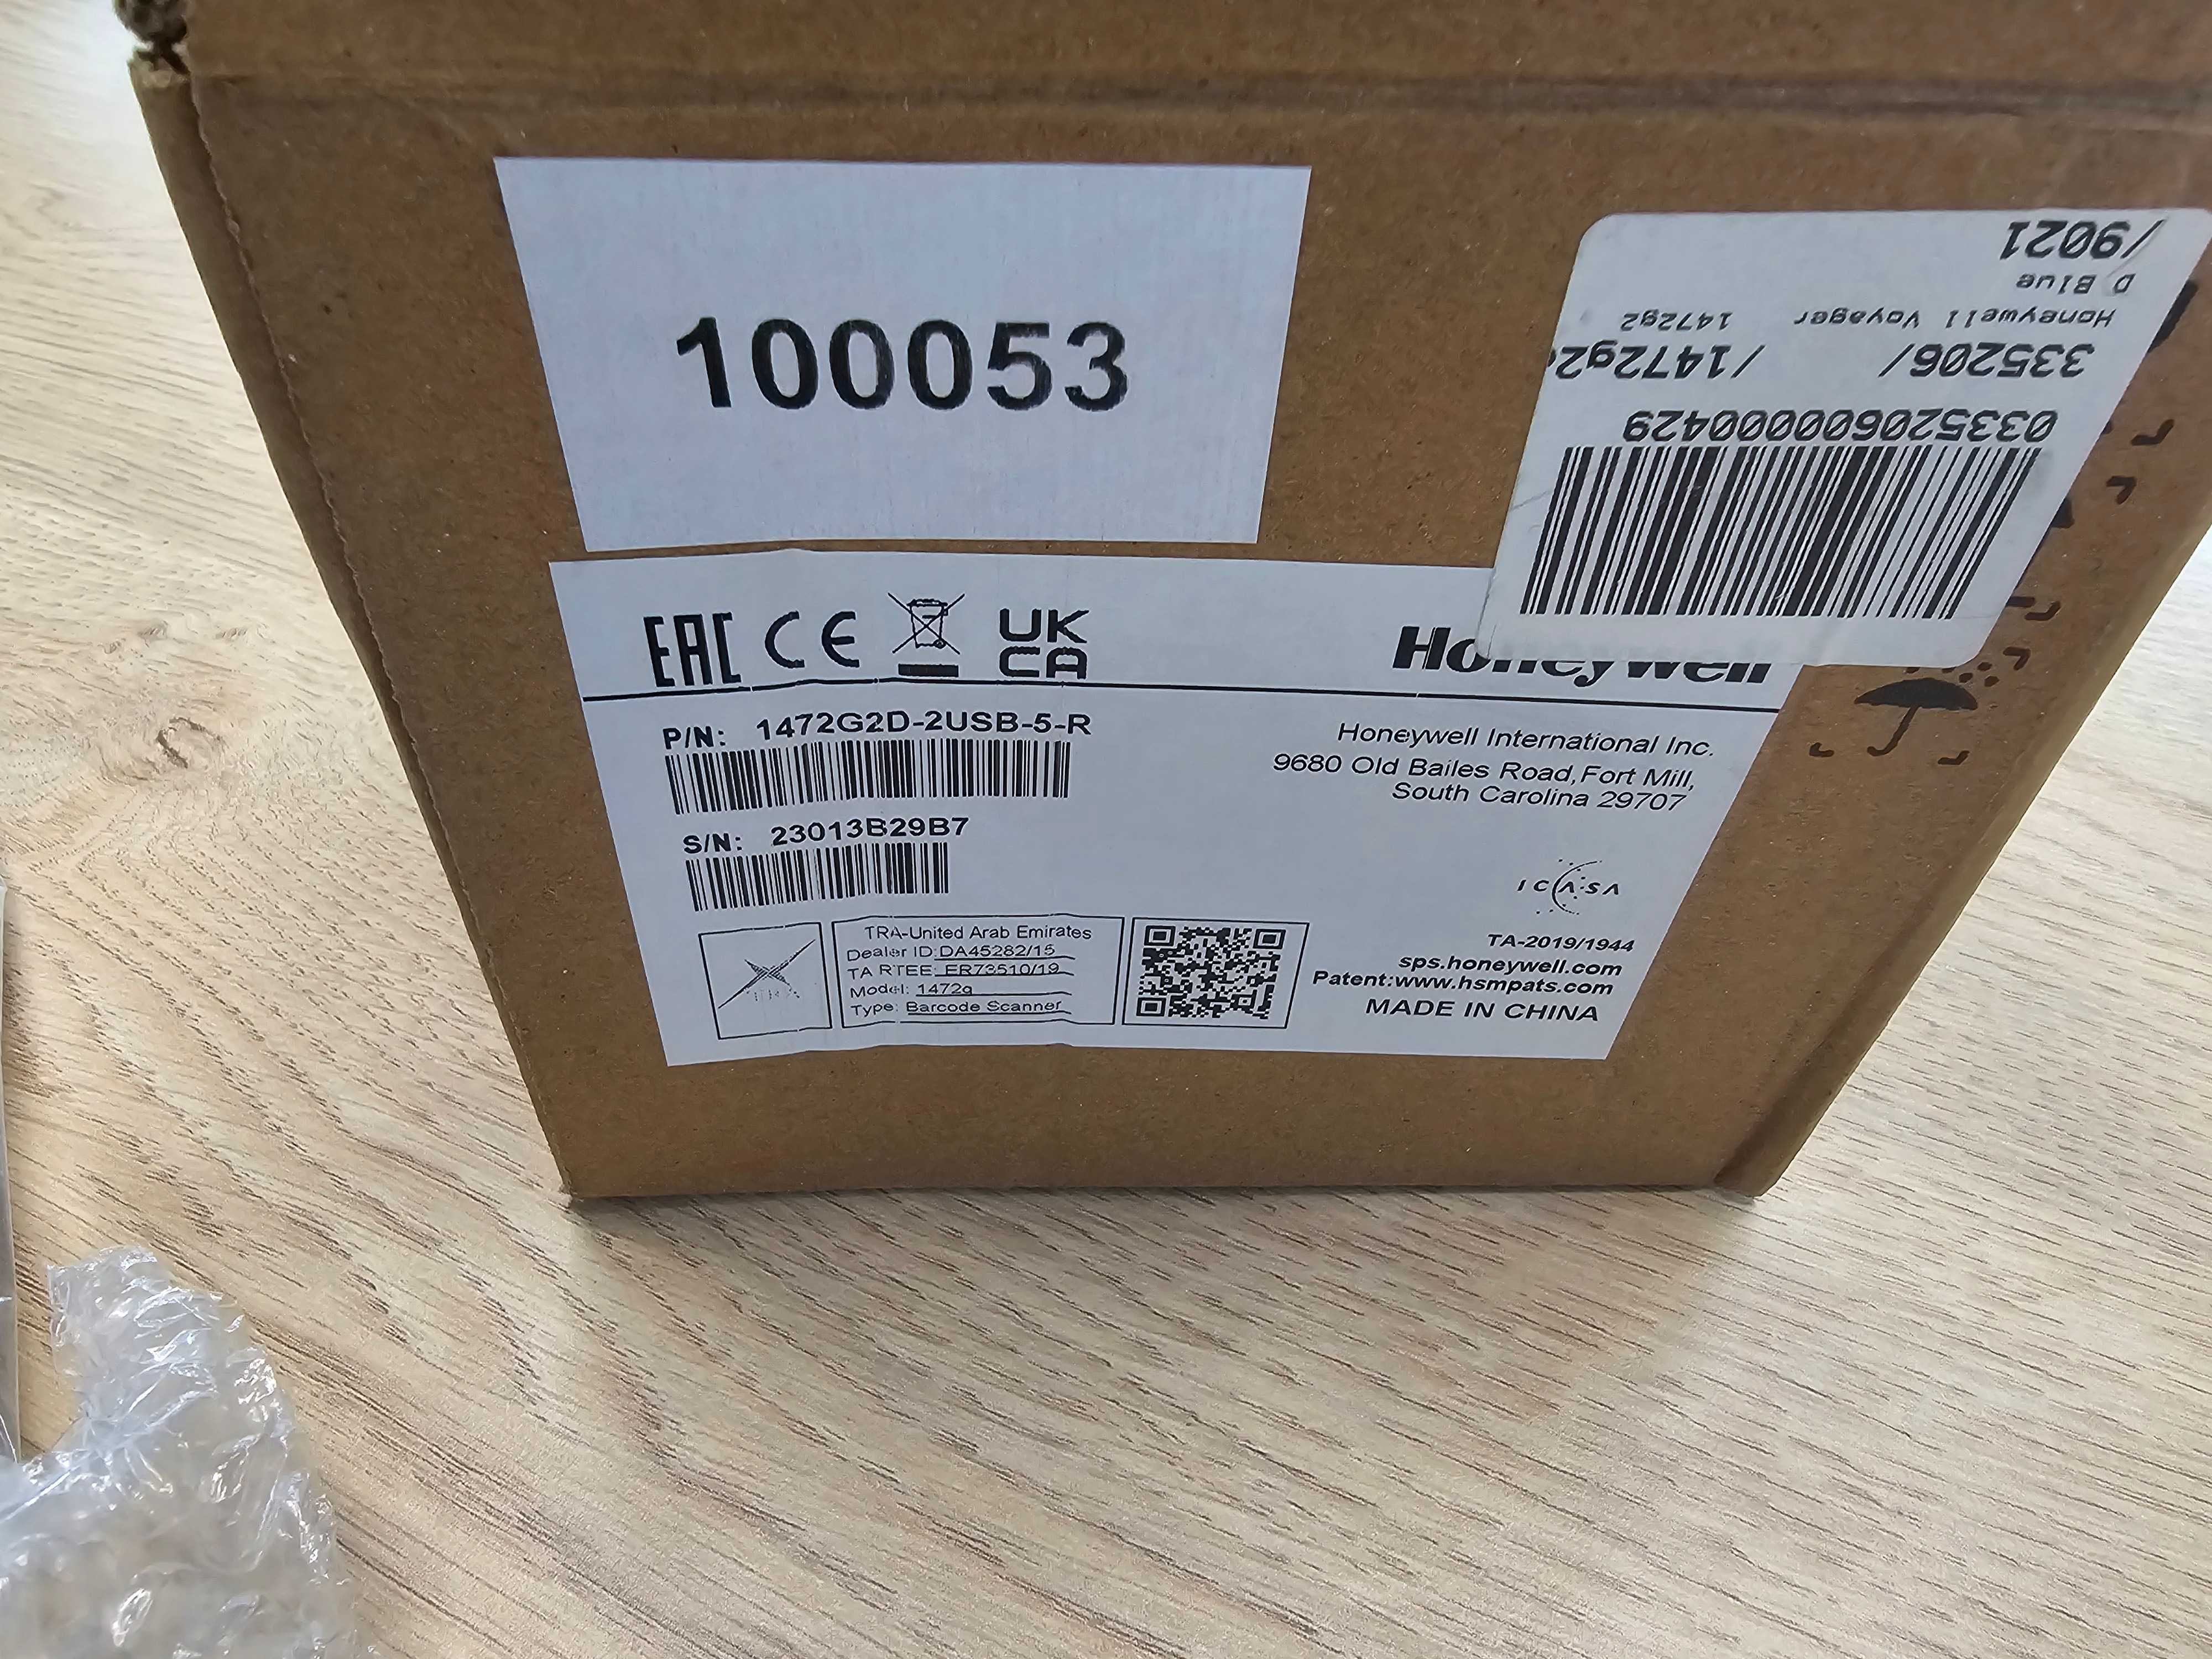 100053
/9021
D Blue
Honeywell Voyager 1472g2
335206/ /1472g2
0335206000000429
EAC CE UK
CA
Honeywell
P/N: 1472G2D-2USB-5-R
S/N: 23013B29B7
Honeywell International Inc.
9680 Old Bailes Road,Fort Mill,
South Carolina 29707
ICASA
TRA-United Arab Emirates
Dealer ID:DA45282/15
TA RTEE: ER73510/19
Model: 1472g
Type: Barcode Scanner
TA-2019/1944
sps.honeywell.com
Patent:www.hsmpats.com
MADE IN CHINA